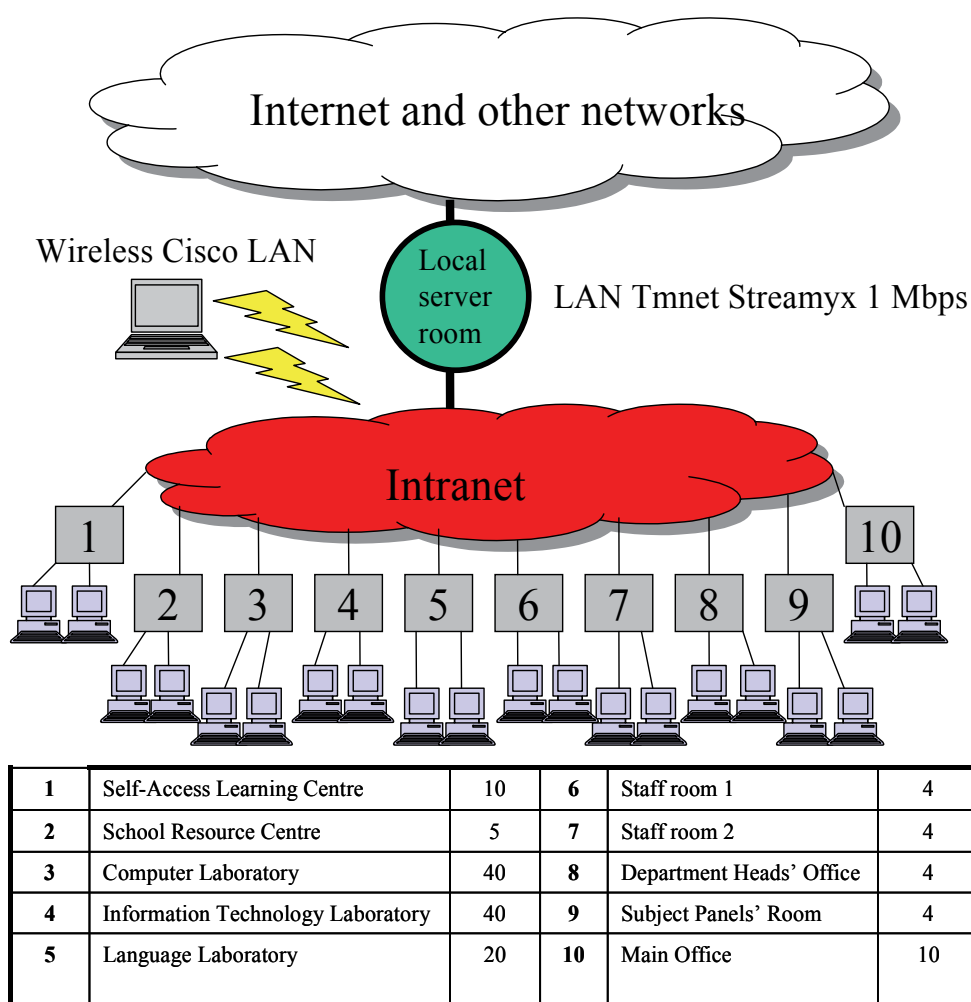 Internet and other networks
Wireless Cisco LAN
Local
server
room
LAN Tmnet Streamyx 1 Mbps
Intranet
1
10
2
3
4
5
6
7
8
9
1 Self-Access Learning Centre 10 6 Staff room 1 4
2 School Resource Centre 5 7 Staff room 2 4
3 Computer Laboratory 40 8 Department Heads’ Office 4
4 Information Technology Laboratory 40 9 Subject Panels’ Room 4
5 Language Laboratory 20 10 Main Office 10